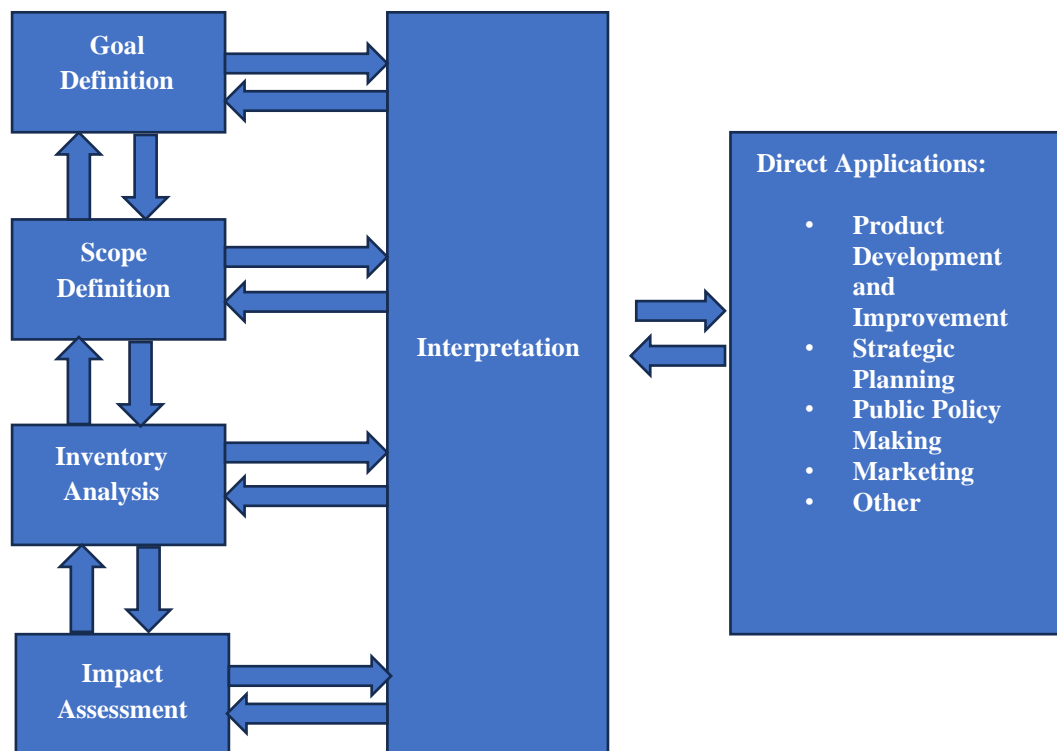 Goal
Definition
Scope
Definition
Inventory
Analysis
Impact
Assessment
Interpretation
Direct Applications:
• Product
Development
and
Improvement
• Strategic
Planning
• Public Policy
Making
• Marketing
• Other